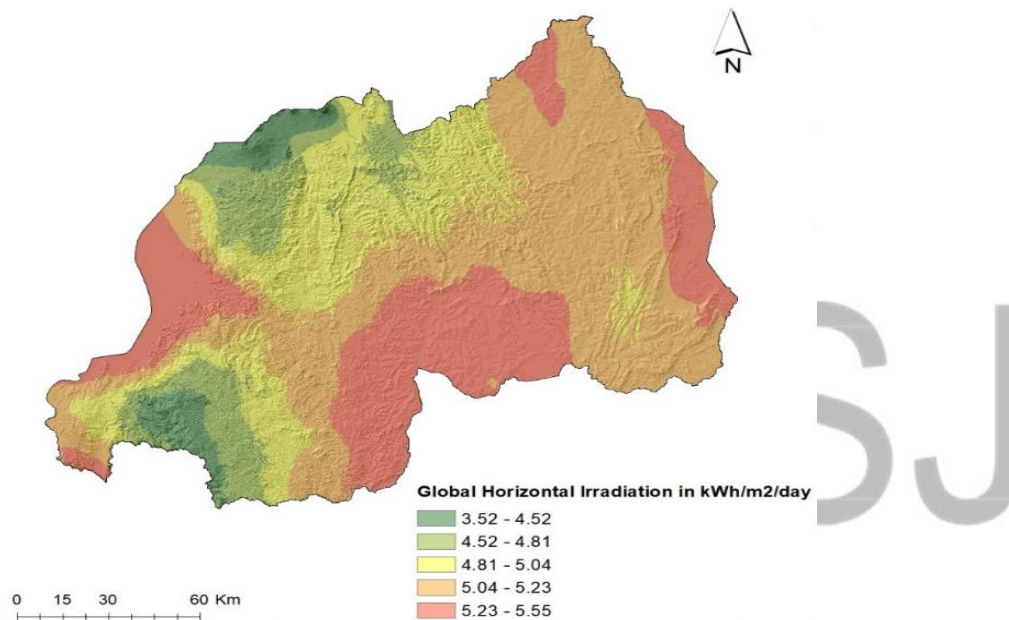 N
SJ
Global Horizontal Irradiation in kWh/m2/day
3.52 - 4.52
4.52 - 4.81
4.81 - 5.04
5.04 - 5.23
5.23 - 5.55
0 15 30 60 Km